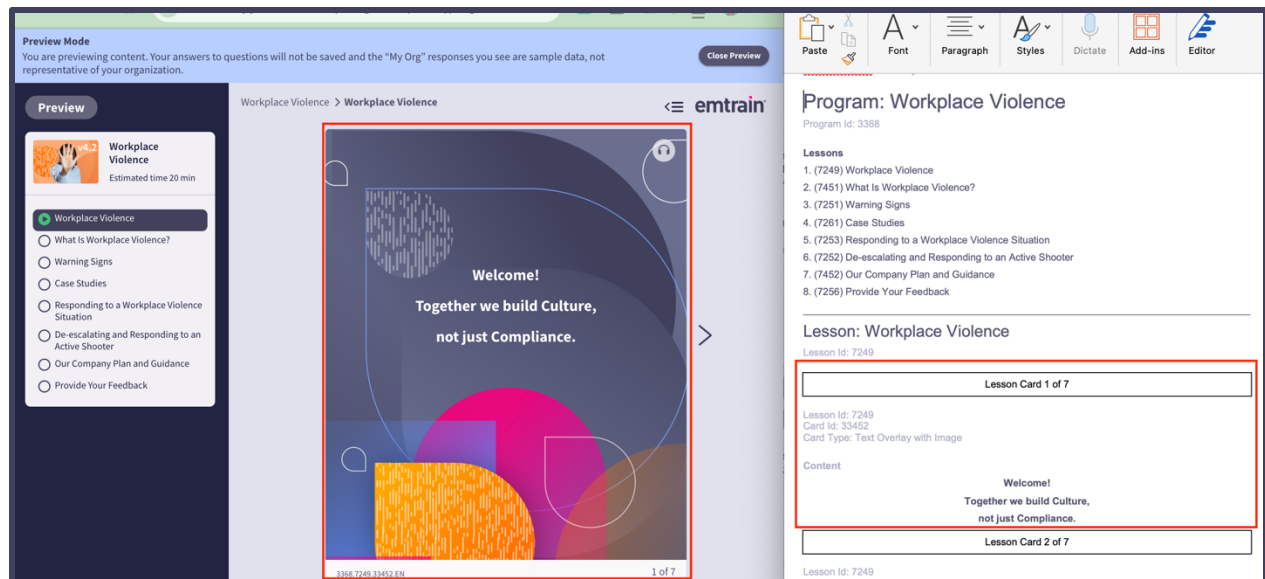 Preview Mode
You are previewing content. Your answers to questions will not be saved and the "My Org" responses you see are sample data, not
representative of your organization.
Close Preview
Preview
v4.2
Workplace
Violence
Estimated time 20 min
Workplace Violence
What Is Workplace Violence?
Warning Signs
Case Studies
Responding to a Workplace Violence
Situation
De-escalating and Responding to an
Active Shooter
Our Company Plan and Guidance
Provide Your Feedback
Workplace Violence > Workplace Violence
emtrain
Welcome!
Together we build Culture,
not just Compliance.
3368.7249.33452.EN
1 of 7
Paste
Font
Paragraph
Styles
Dictate
Add-ins
Editor
Program: Workplace Violence
Program Id: 3368
Lessons
1. (7249) Workplace Violence
2. (7451) What Is Workplace Violence?
3. (7251) Warning Signs
4. (7261) Case Studies
5. (7253) Responding to a Workplace Violence Situation
6. (7252) De-escalating and Responding to an Active Shooter
7. (7452) Our Company Plan and Guidance
8. (7256) Provide Your Feedback
Lesson: Workplace Violence
Lesson Id: 7249
Lesson Card 1 of 7
Lesson Id: 7249
Card Id: 33452
Card Type: Text Overlay with Image
Content
Welcome!
Together we build Culture,
not just Compliance.
Lesson Card 2 of 7
Lesson Id: 7249